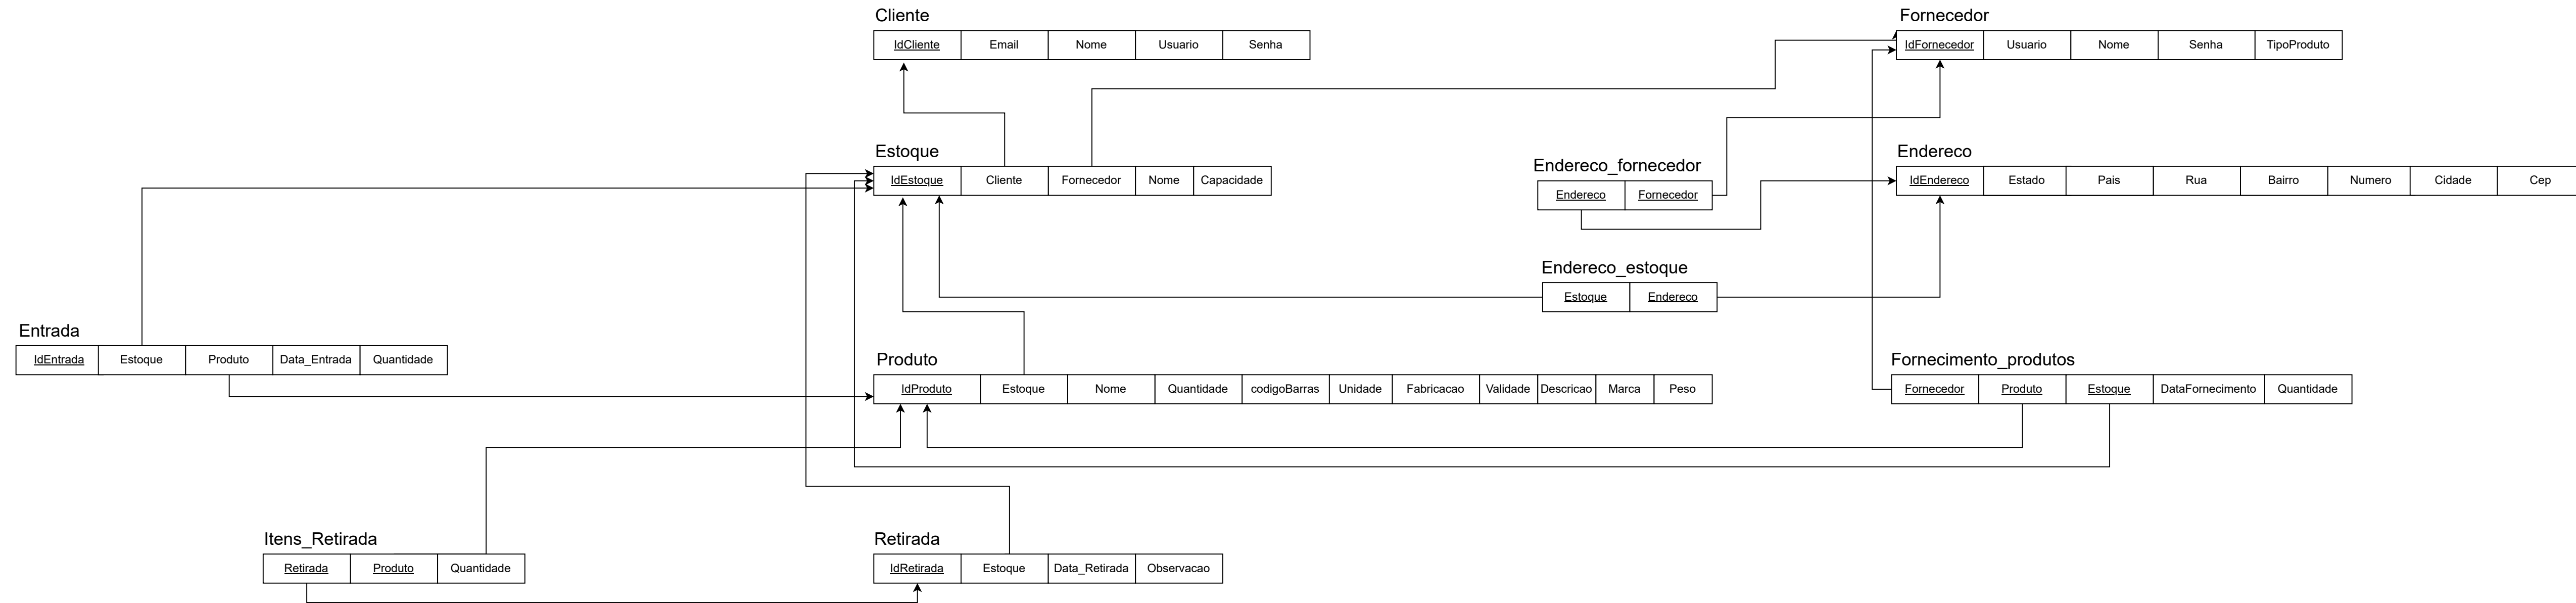 Cliente
IdCliente Email Nome Usuario Senha
Fornecedor
IdFornecedor Usuario Nome Senha TipoProduto
Estoque
IdEstoque Cliente Fornecedor Nome Capacidade
Endereco_fornecedor
Endereco Fornecedor
Endereco
IdEndereco Estado Pais Rua Bairro Numero Cidade Cep
Endereco_estoque
Estoque Endereco
Entrada
IdEntrada Estoque Produto Data_Entrada Quantidade
Produto
IdProduto Estoque Nome Quantidade codigoBarras Unidade Fabricacao Validade Descricao Marca Peso
Fornecimento_produtos
Fornecedor Produto Estoque DataFornecimento Quantidade
Itens_Retirada
Retirada Produto Quantidade
Retirada
IdRetirada Estoque Data_Retirada Observacao